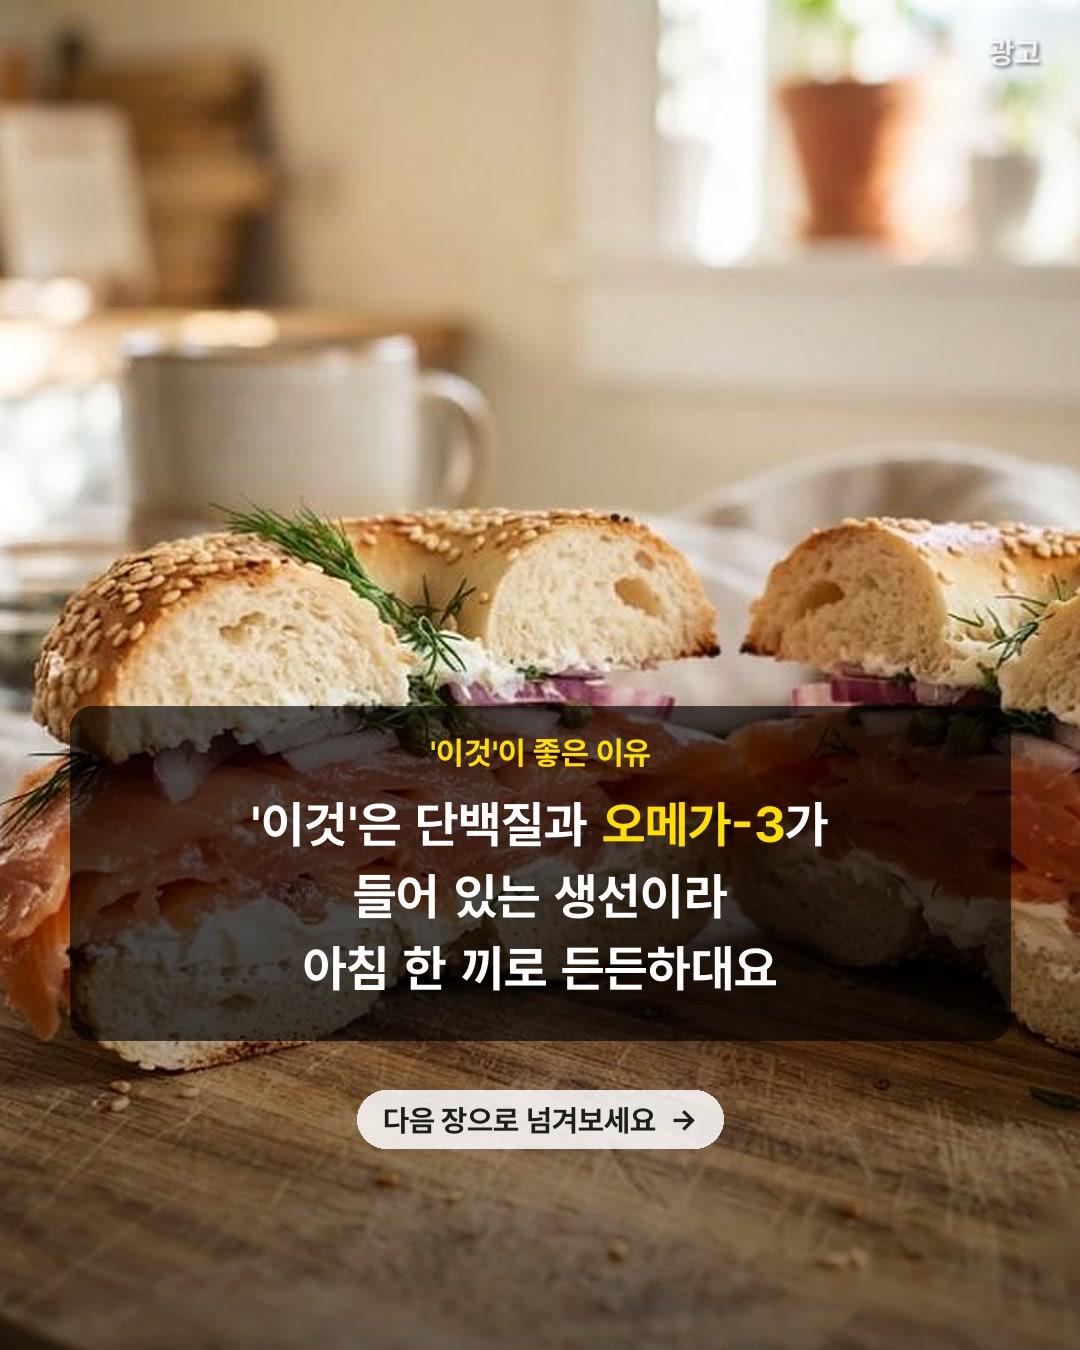 광고
'이것'이 좋은 이유
'이것'은 단백질과 오메가-3가
들어 있는 생선이라
아침 한 끼로 든든하대요
다음 장으로 넘겨보세요 →